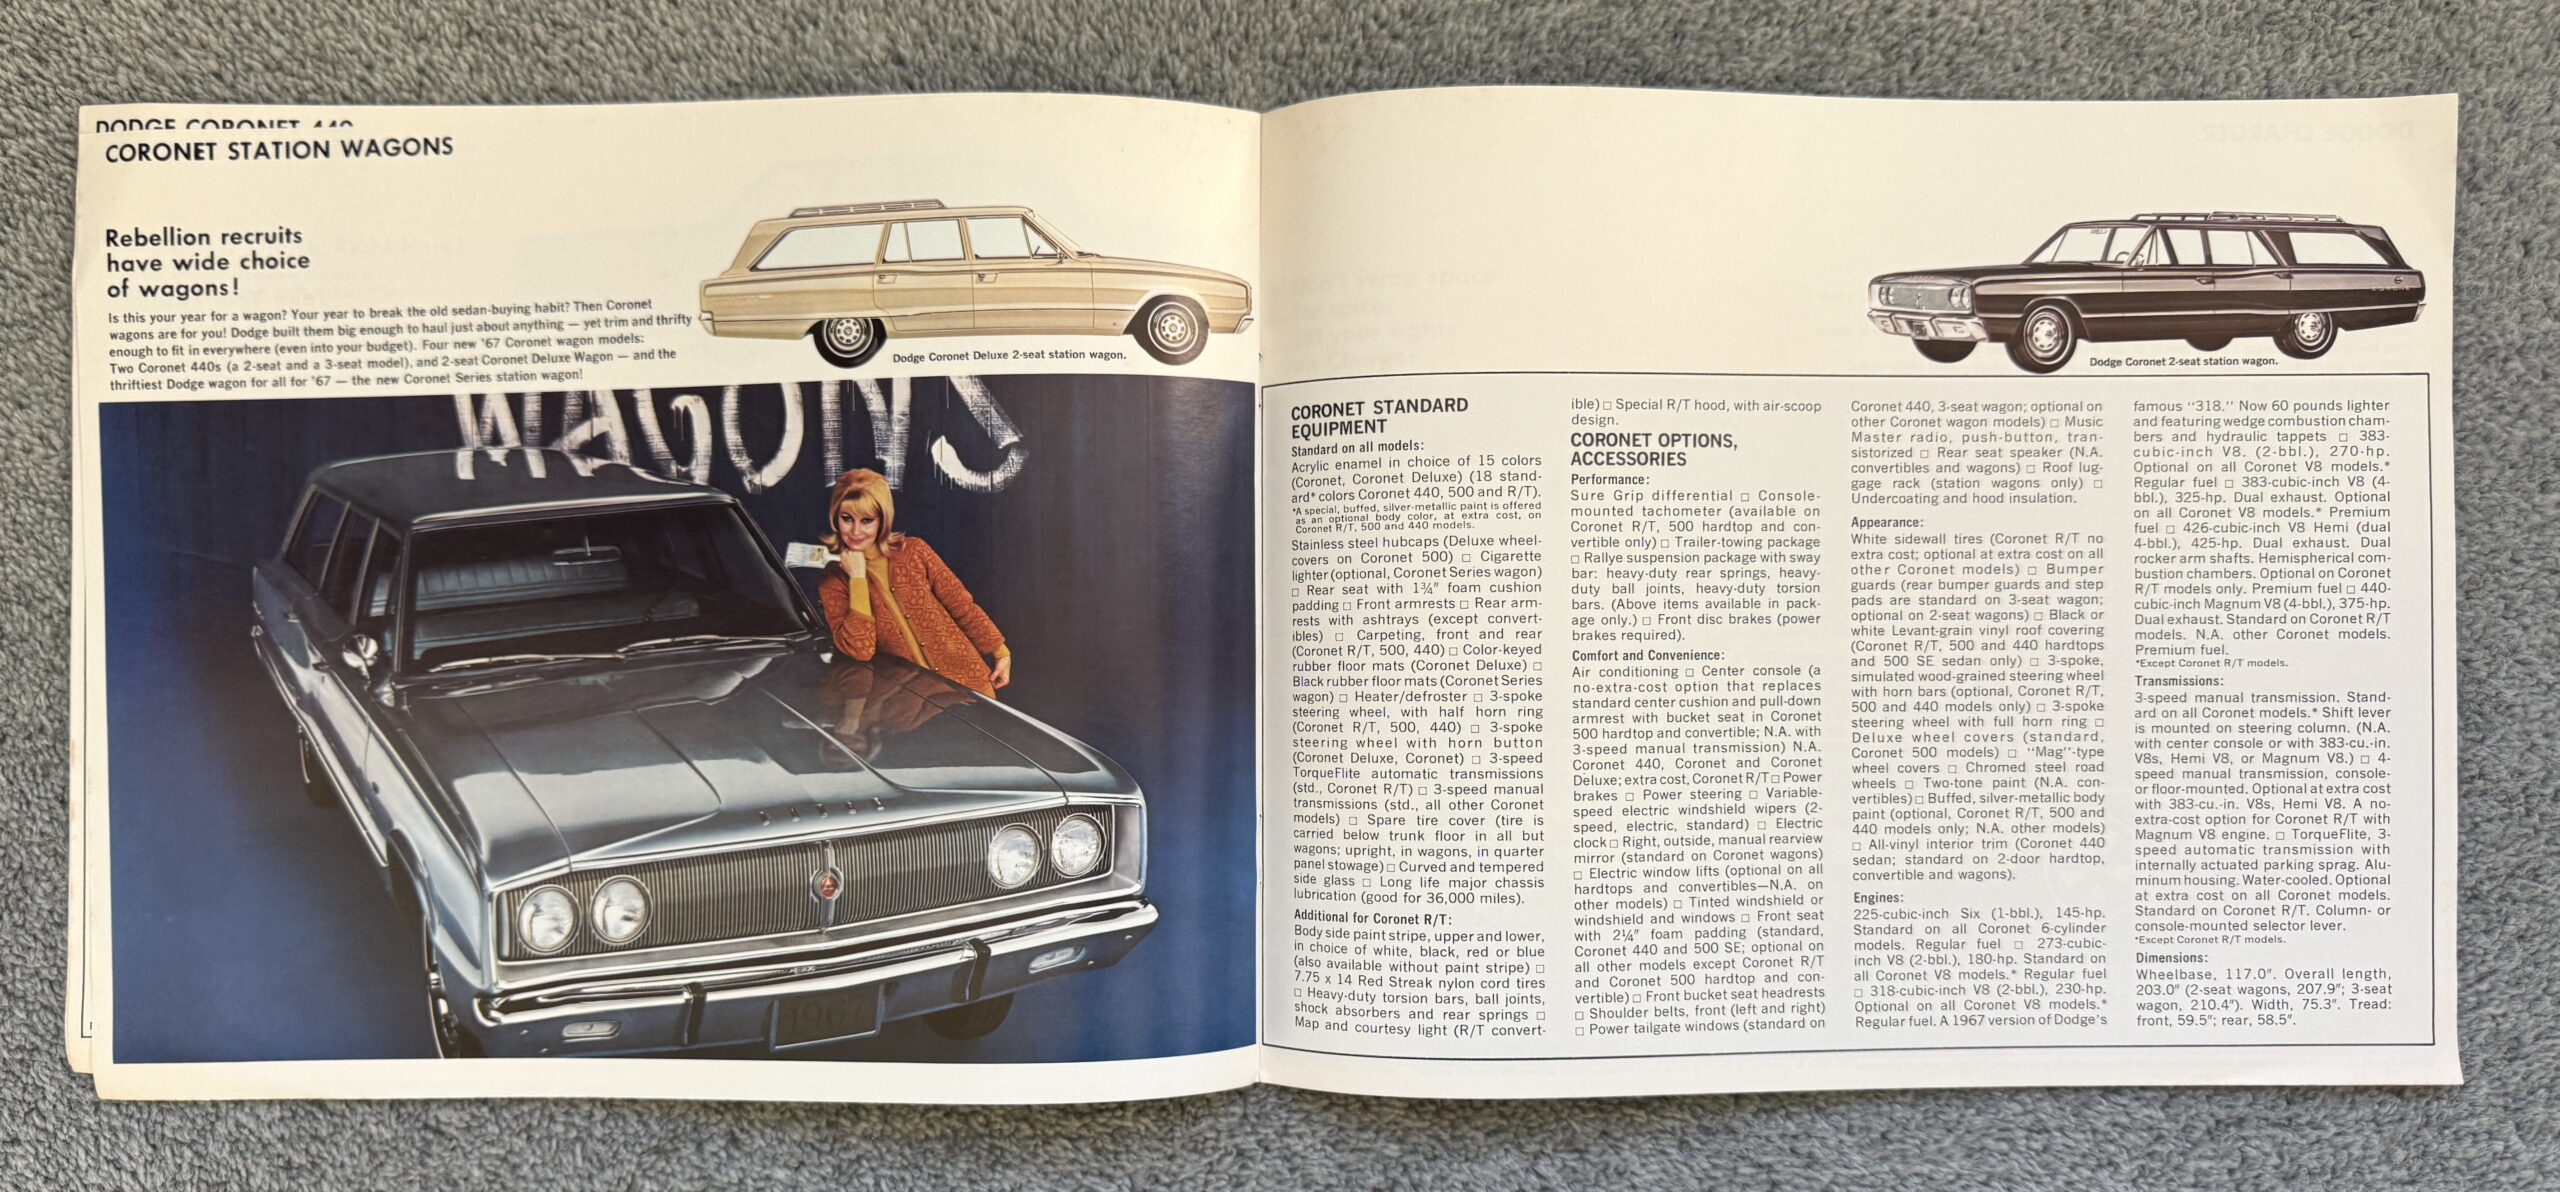 DODGE CORONET 440
CORONET STATION WAGONS
Rebellion recruits
have wide choice
of wagons!
Is this your year for a wagon? Your year to break the old sedan-buying habit? Then Coronet
wagons are for you! Dodge built them big enough to haul just about anything — yet trim and thrifty
enough to fit in everywhere (even into your budget). Four new '67 Coronet wagon models:
Two Coronet 440s (a 2-seat and a 3-seat model), and 2-seat Coronet Deluxe Wagon — and the
thriftiest Dodge wagon for all for '67 — the new Coronet Series station wagon!
Dodge Coronet Deluxe 2-seat station wagon.
WAGONS
DODGE
1967
Dodge Coronet 2-seat station wagon.
CORONET STANDARD
EQUIPMENT
Standard on all models:
Acrylic enamel in choice of 15 colors
(Coronet, Coronet Deluxe) (18 stand-
ard* colors Coronet 440, 500 and R/T).
*A special, buffed, silver-metallic paint is offered
as an optional body color, at extra cost, on
Coronet R/T, 500 and 440 models.
Stainless steel hubcaps (Deluxe wheel-
covers on Coronet 500) □ Cigarette
lighter (optional, Coronet Series wagon)
□ Rear seat with 1¾" foam cushion
padding □ Front armrests □ Rear arm-
rests with ashtrays (except convert-
ibles) □ Carpeting, front and rear
(Coronet R/T, 500, 440) □ Color-keyed
rubber floor mats (Coronet Deluxe) □
Black rubber floor mats (Coronet Series
wagon) □ Heater/defroster □ 3-spoke
steering wheel, with half horn ring
(Coronet R/T, 500, 440) □ 3-spoke
steering wheel with horn button
(Coronet Deluxe, Coronet) □ 3-speed
TorqueFlite automatic transmissions
(std., Coronet R/T) □ 3-speed manual
transmissions (std., all other Coronet
models) □ Spare tire cover (tire is
carried below trunk floor in all but
wagons; upright, in wagons, in quarter
panel stowage) □ Curved and tempered
side glass □ Long life major chassis
lubrication (good for 36,000 miles).
Additional for Coronet R/T:
Body side paint stripe, upper and lower,
in choice of white, black, red or blue
(also available without paint stripe) □
7.75 x 14 Red Streak nylon cord tires
□ Heavy-duty torsion bars, ball joints,
shock absorbers and rear springs □
Map and courtesy light (R/T convert-
ible) □ Special R/T hood, with air-scoop
design.
CORONET OPTIONS,
ACCESSORIES
Performance:
Sure Grip differential □ Console-
mounted tachometer (available on
Coronet R/T, 500 hardtop and con-
vertible only) □ Trailer-towing package
□ Rallye suspension package with sway
bar: heavy-duty rear springs, heavy-
duty ball joints, heavy-duty torsion
bars. (Above items available in pack-
age only.) □ Front disc brakes (power
brakes required).
Comfort and Convenience:
Air conditioning □ Center console (a
no-extra-cost option that replaces
standard center cushion and pull-down
armrest with bucket seat in Coronet
500 hardtop and convertible; N.A. with
3-speed manual transmission) N.A.
Coronet 440, Coronet and Coronet
Deluxe; extra cost, Coronet R/T □ Power
brakes □ Power steering □ Variable-
speed electric windshield wipers (2-
speed, electric, standard) □ Electric
clock □ Right, outside, manual rearview
mirror (standard on Coronet wagons)
□ Electric window lifts (optional on all
hardtops and convertibles—N.A. on
other models) □ Tinted windshield or
windshield and windows □ Front seat
with 2¼" foam padding (standard,
Coronet 440 and 500 SE; optional on
all other models except Coronet R/T
and Coronet 500 hardtop and con-
vertible) □ Front bucket seat headrests
□ Shoulder belts, front (left and right)
□ Power tailgate windows (standard on
Coronet 440, 3-seat wagon; optional on
other Coronet wagon models) □ Music
Master radio, push-button, tran-
sistorized □ Rear seat speaker (N.A.
convertibles and wagons) □ Roof lug-
gage rack (station wagons only) □
Undercoating and hood insulation.
Appearance:
White sidewall tires (Coronet R/T no
extra cost; optional at extra cost on all
other Coronet models) □ Bumper
guards (rear bumper guards and step
pads are standard on 3-seat wagon;
optional on 2-seat wagons) □ Black or
white Levant-grain vinyl roof covering
(Coronet R/T, 500 and 440 hardtops
and 500 SE sedan only) □ 3-spoke,
simulated wood-grained steering wheel
with horn bars (optional, Coronet R/T,
500 and 440 models only) □ 3-spoke
steering wheel with full horn ring □
Deluxe wheel covers (standard,
Coronet 500 models) □ "Mag"-type
wheel covers □ Chromed steel road
wheels □ Two-tone paint (N.A. con-
vertibles) □ Buffed, silver-metallic body
paint (optional, Coronet R/T, 500 and
440 models only; N.A. other models)
□ All-vinyl interior trim (Coronet 440
sedan; standard on 2-door hardtop,
convertible and wagons).
Engines:
225-cubic-inch Six (1-bbl.), 145-hp.
Standard on all Coronet 6-cylinder
models. Regular fuel □ 273-cubic-
inch V8 (2-bbl.), 180-hp. Standard on
all Coronet V8 models.* Regular fuel
□ 318-cubic-inch V8 (2-bbl.), 230-hp.
Optional on all Coronet V8 models.*
Regular fuel. A 1967 version of Dodge's
famous "318." Now 60 pounds lighter
and featuring wedge combustion cham-
bers and hydraulic tappets □ 383-
cubic-inch V8. (2-bbl.), 270-hp.
Optional on all Coronet V8 models.*
Regular fuel □ 383-cubic-inch V8 (4-
bbl.), 325-hp. Dual exhaust. Optional
on all Coronet V8 models.* Premium
fuel □ 426-cubic-inch V8 Hemi (dual
4-bbl.), 425-hp. Dual exhaust. Dual
rocker arm shafts. Hemispherical com-
bustion chambers. Optional on Coronet
R/T models only. Premium fuel □ 440-
cubic-inch Magnum V8 (4-bbl.), 375-hp.
Dual exhaust. Standard on Coronet R/T
models. N.A. other Coronet models.
Premium fuel.
*Except Coronet R/T models.
Transmissions:
3-speed manual transmission. Stand-
ard on all Coronet models.* Shift lever
is mounted on steering column. (N.A.
with center console or with 383-cu.-in.
V8s, Hemi V8, or Magnum V8.) □ 4-
speed manual transmission, console-
or floor-mounted. Optional at extra cost
with 383-cu.-in. V8s, Hemi V8. A no-
extra-cost option for Coronet R/T with
Magnum V8 engine. □ TorqueFlite, 3-
speed automatic transmission with
internally actuated parking sprag. Alu-
minum housing. Water-cooled. Optional
at extra cost on all Coronet models.
Standard on Coronet R/T. Column- or
console-mounted selector lever.
*Except Coronet R/T models.
Dimensions:
Wheelbase, 117.0". Overall length,
203.0" (2-seat wagons, 207.9"; 3-seat
wagon, 210.4"). Width, 75.3". Tread:
front, 59.5"; rear, 58.5".